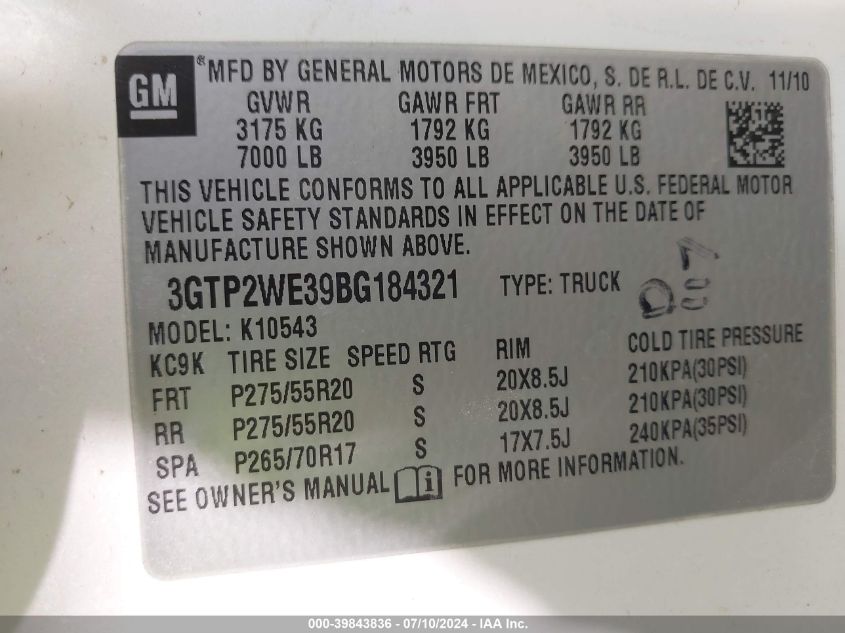 GM
® MFD BY GENERAL MOTORS DE MEXICO, S. DE R.L. DE C.V. 11/10
GVWR GAWR FRT GAWR RR
3175 KG 1792 KG 1792 KG
7000 LB 3950 LB 3950 LB
THIS VEHICLE CONFORMS TO ALL APPLICABLE U.S. FEDERAL MOTOR
VEHICLE SAFETY STANDARDS IN EFFECT ON THE DATE OF
MANUFACTURE SHOWN ABOVE.
3GTP2WE39BG184321 TYPE: TRUCK
MODEL: K10543
KC9K TIRE SIZE SPEED RTG RIM COLD TIRE PRESSURE
FRT P275/55R20 S 20X8.5J 210KPA(30PSI)
RR P275/55R20 S 20X8.5J 210KPA(30PSI)
SPA P265/70R17 S 17X7.5J 240KPA(35PSI)
SEE OWNER'S MANUAL i FOR MORE INFORMATION.
000-39843836 / 07/10/2024 - IAA Inc.